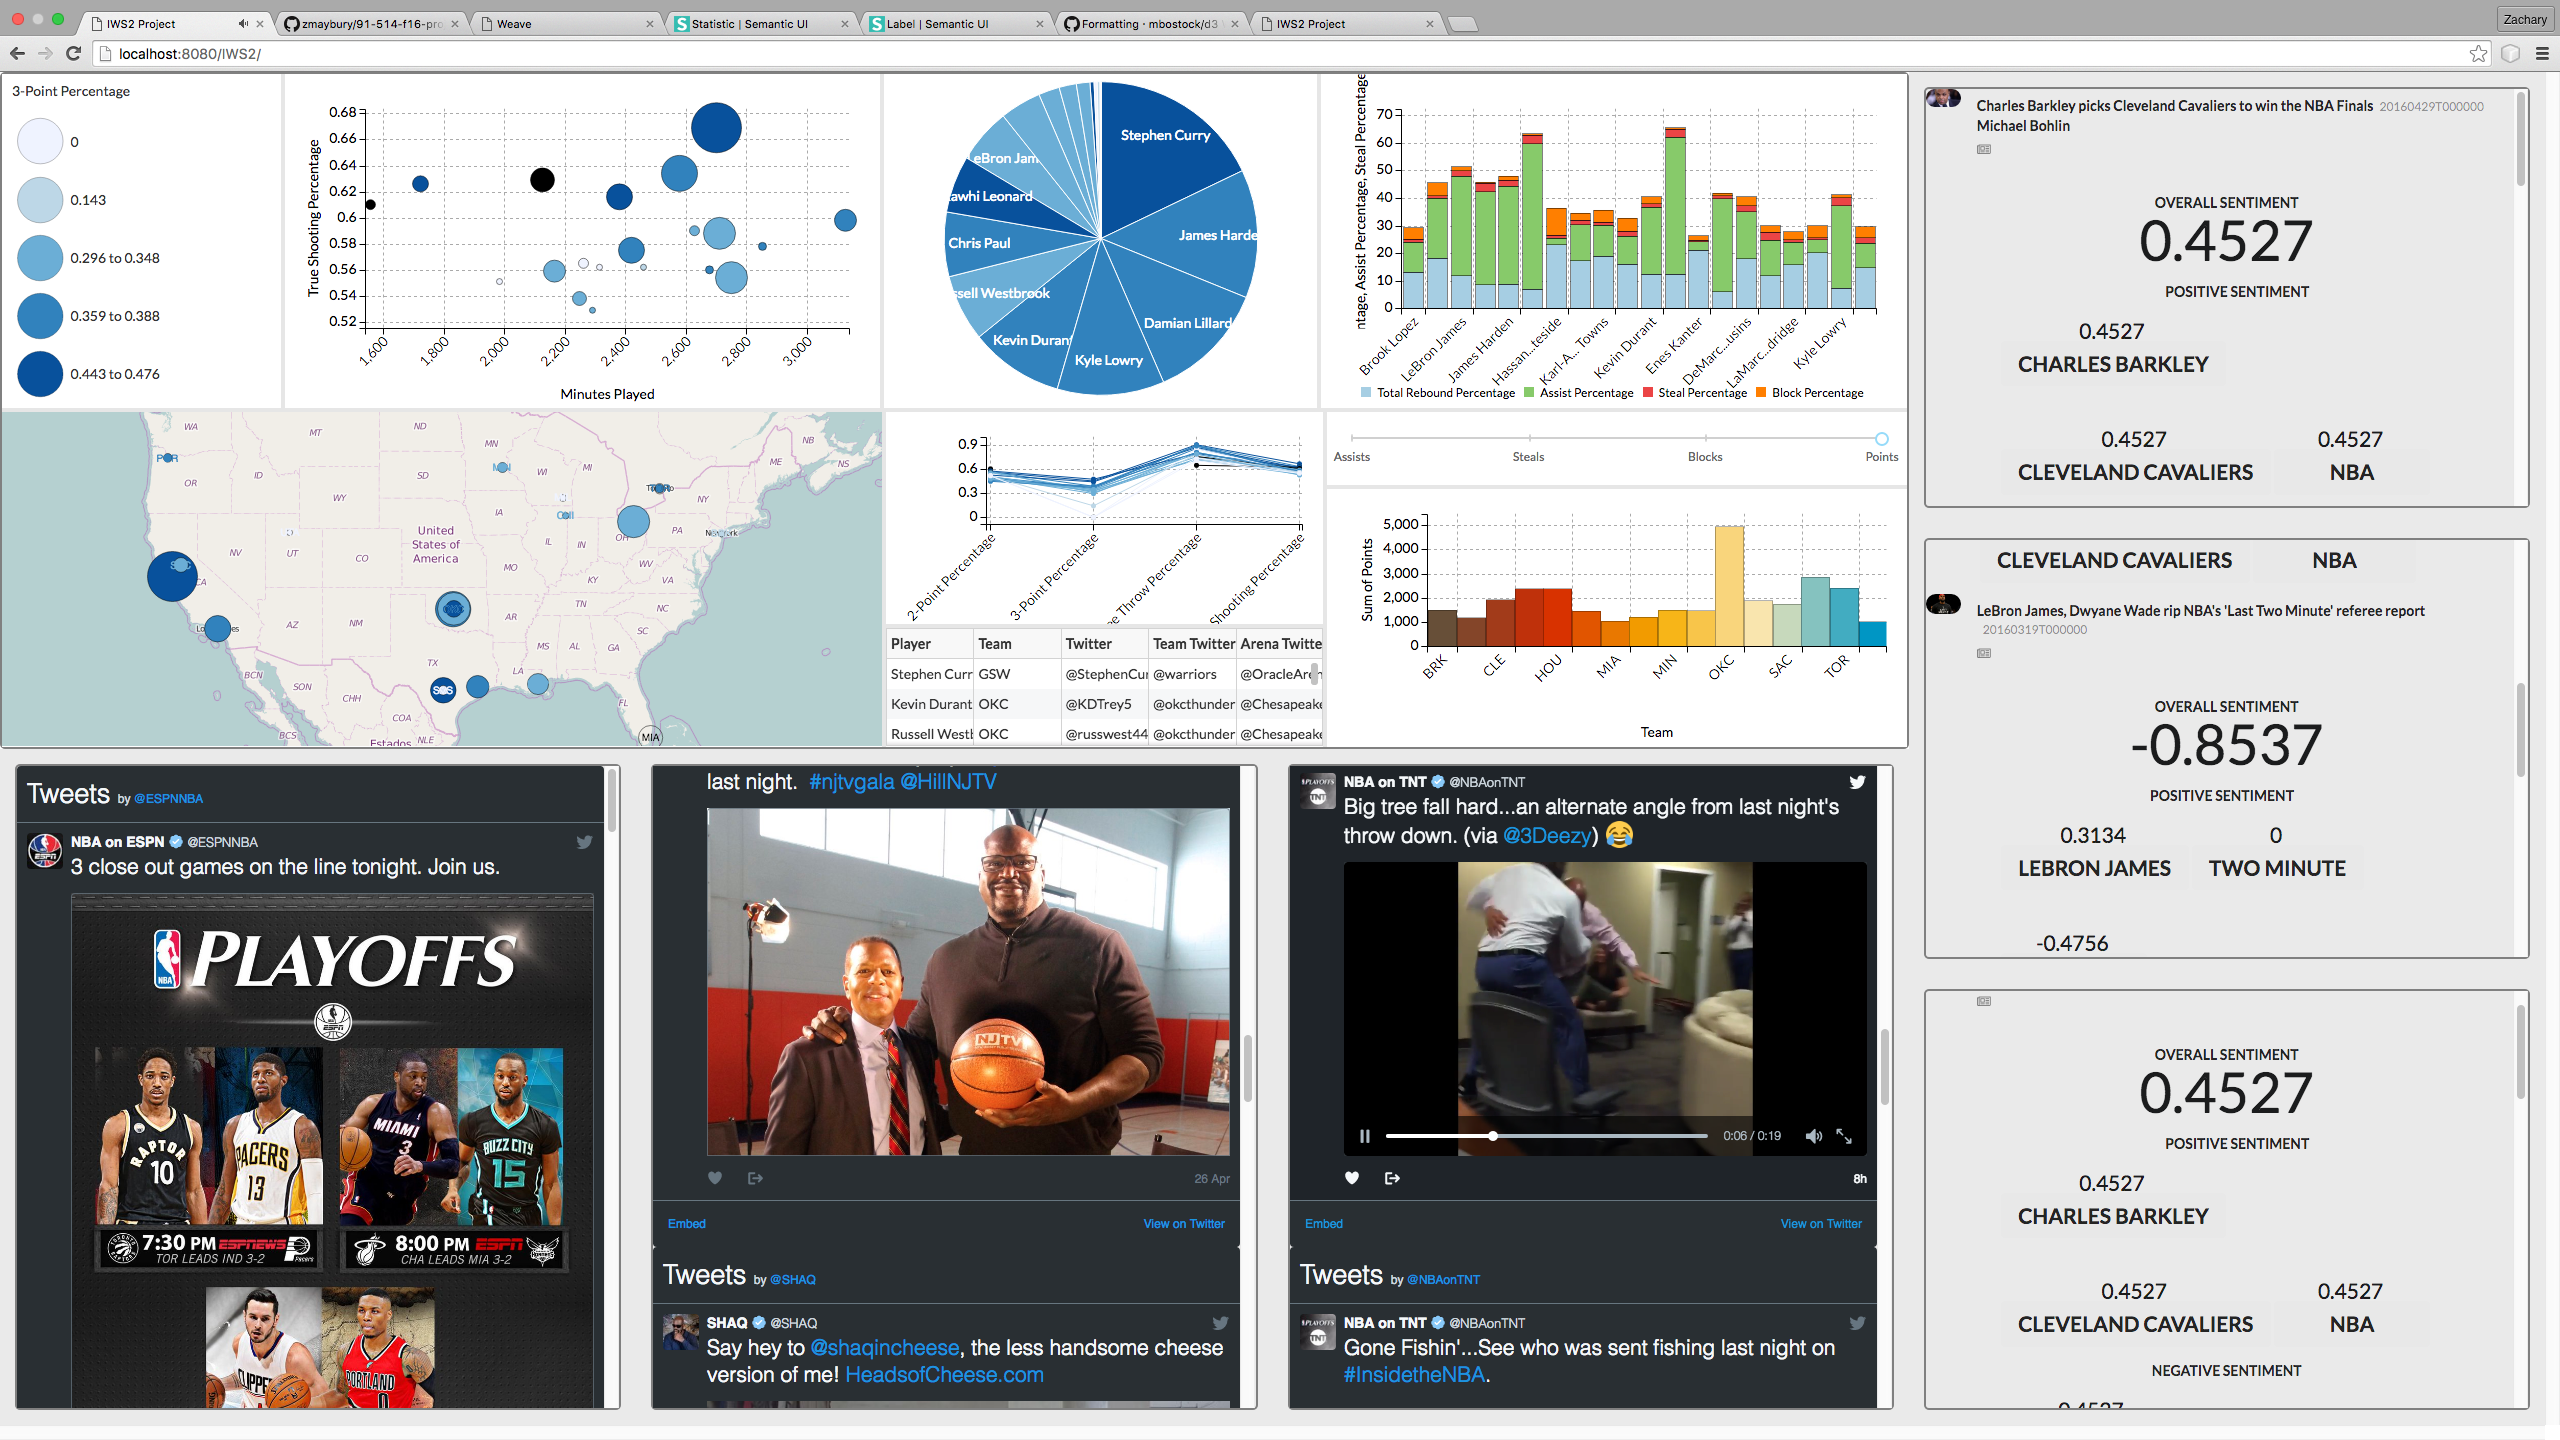 IWS2 Project
zmaybury/91-514-f16-pro
Weave
Statistic | Semantic UI
Label | Semantic UI
Formatting · mbostock/d3
IWS2 Project
Zachary
localhost:8080/IWS2/
3-Point Percentage
0
0.143
0.296 to 0.348
0.359 to 0.388
0.443 to 0.476
True Shooting Percentage
0.68
0.66
0.64
0.62
0.6
0.58
0.56
0.54
0.52
1,600
1,800
2,000
2,200
2,400
2,600
2,800
3,000
Minutes Played
Stephen Curry
James Harde
Damian Lillard
Kyle Lowry
Kevin Duran
sell Westbrook
Chris Paul
awhi Leonard
eBron Jam
ntage, Assist Percentage, Steal Percentage
70
60
50
40
30
20
10
0
Brook Lopez
LeBron James
James Harden
Hassan...teside
Karl-A... Towns
Kevin Durant
Enes Kanter
DeMarc...usins
LaMarc...dridge
Kyle Lowry
Total Rebound Percentage
Assist Percentage
Steal Percentage
Block Percentage
WA
MT
ND
MN
NB
NS
ME
OR
ID
SD
WI
MI
NY
WY
IA
PA
NV
UT
CO
United States of America
IL
IN
OH
WV
VA
CA
MO
KY
AZ
NM
AR
TN
NC
SC
MS
AL
GA
TX
LA
FL
BCN
SON
CHH
COA
BCS
Estados
NLE
MIA
0.9
0.6
0.3
0
2-Point Percentage
3-Point Percentage
e Throw Percentage
Shooting Percentage
Player Team Twitter Team Twitter Arena Twitte
Stephen Curr GSW @StephenCur @warriors @OracleAren
Kevin Durant OKC @KDTrey5 @okcthunder @Chesapeake
Russell Westb OKC @russwest44 @okcthunder @Chesapeake
Assists
Steals
Blocks
Points
Sum of Points
5,000
4,000
3,000
2,000
1,000
0
BRK
CLE
HOU
MIA
MIN
OKC
SAC
TOR
Team
Charles Barkley picks Cleveland Cavaliers to win the NBA Finals 20160429T000000
Michael Bohlin
OVERALL SENTIMENT
0.4527
POSITIVE SENTIMENT
0.4527
CHARLES BARKLEY
0.4527 0.4527
CLEVELAND CAVALIERS NBA
CLEVELAND CAVALIERS NBA
LeBron James, Dwyane Wade rip NBA's 'Last Two Minute' referee report
20160319T000000
OVERALL SENTIMENT
-0.8537
POSITIVE SENTIMENT
0.3134 0
LEBRON JAMES TWO MINUTE
-0.4756
OVERALL SENTIMENT
0.4527
POSITIVE SENTIMENT
0.4527
CHARLES BARKLEY
0.4527 0.4527
CLEVELAND CAVALIERS NBA
NEGATIVE SENTIMENT
Tweets by @ESPNNBA
NBA on ESPN @ESPNNBA
3 close out games on the line tonight. Join us.
NBA
PLAYOFFS
ESPN
RAPTOR
10
PACERS
13
MIAMI
3
BUZZ CITY
15
7:30 PM ESPNEWS
Pacers
TOR LEADS IND 3-2
8:00 PM ESPN
CHA LEADS MIA 3-2
CLIPPE
PORTLAND
0
last night. #njtvgala @HillNJTV
NJTV
26 Apr
Embed
View on Twitter
Tweets by @SHAQ
SHAQ @SHAQ
Say hey to @shaqincheese, the less handsome cheese
version of me! HeadsofCheese.com
NBA on TNT @NBAonTNT
Big tree fall hard...an alternate angle from last night's
throw down. (via @3Deezy) 😂
0:06 / 0:19
8h
Embed
View on Twitter
Tweets by @NBAonTNT
NBA on TNT @NBAonTNT
Gone Fishin'...See who was sent fishing last night on
#InsidetheNBA.